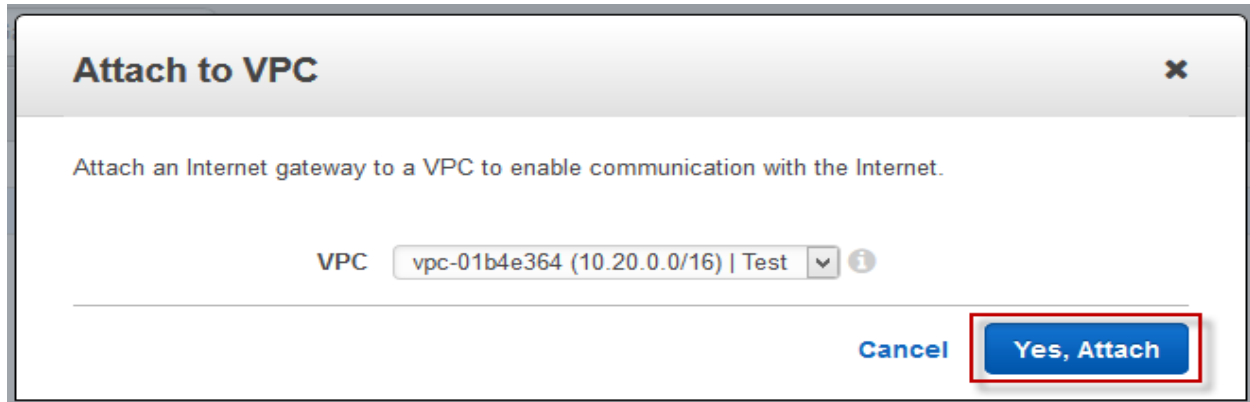 Attach to VPC
Attach an Internet gateway to a VPC to enable communication with the Internet.
VPC vpc-01b4e364 (10.20.0.0/16) | Test
Cancel Yes, Attach